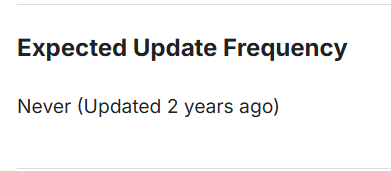 Expected Update Frequency
Never (Updated 2 years ago)